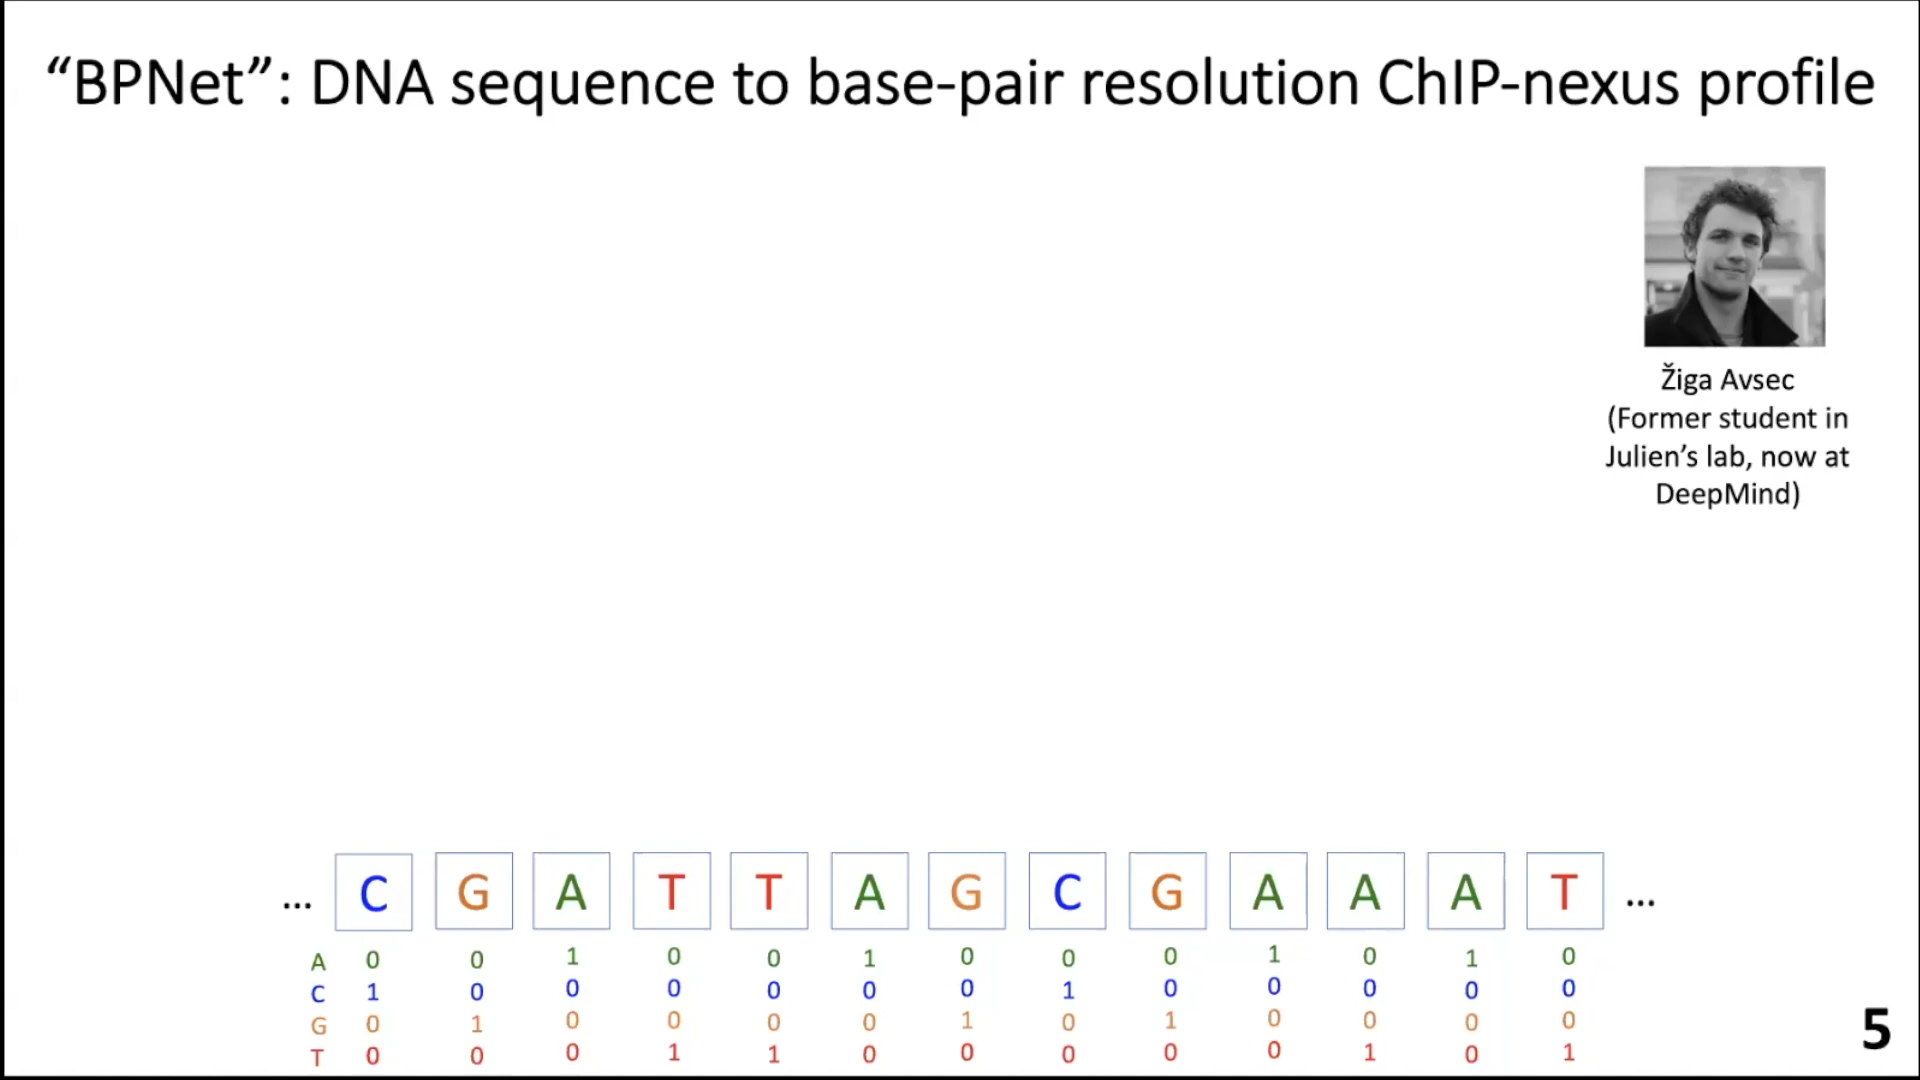 “BPNet”: DNA sequence to base-pair resolution ChIP-nexus profile
Žiga Avsec
(Former student in
Julien’s lab, now at
DeepMind)
... C G A T T A G C G A A A T ...
A 0 0 1 0 0 1 0 0 0 1 0 1 0
C 1 0 0 0 0 0 0 1 0 0 0 0 0
G 0 1 0 0 0 0 1 0 1 0 0 0 0
T 0 0 0 1 1 0 0 0 0 0 1 0 1
5